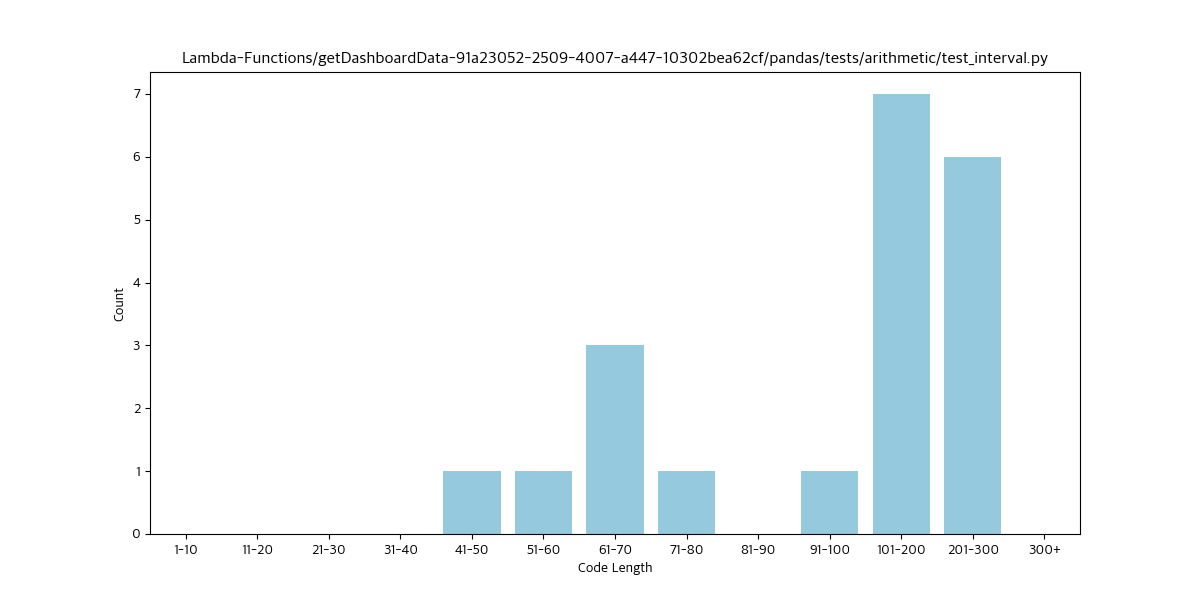 Lambda-Functions/getDashboardData-91a23052-2509-4007-a447-10302bea62cf/pandas/tests/arithmetic/test_interval.py
7
6
5
4
3
2
1
0
Count
1-10 11-20 21-30 31-40 41-50 51-60 61-70 71-80 81-90 91-100 101-200 201-300 300+
Code Length